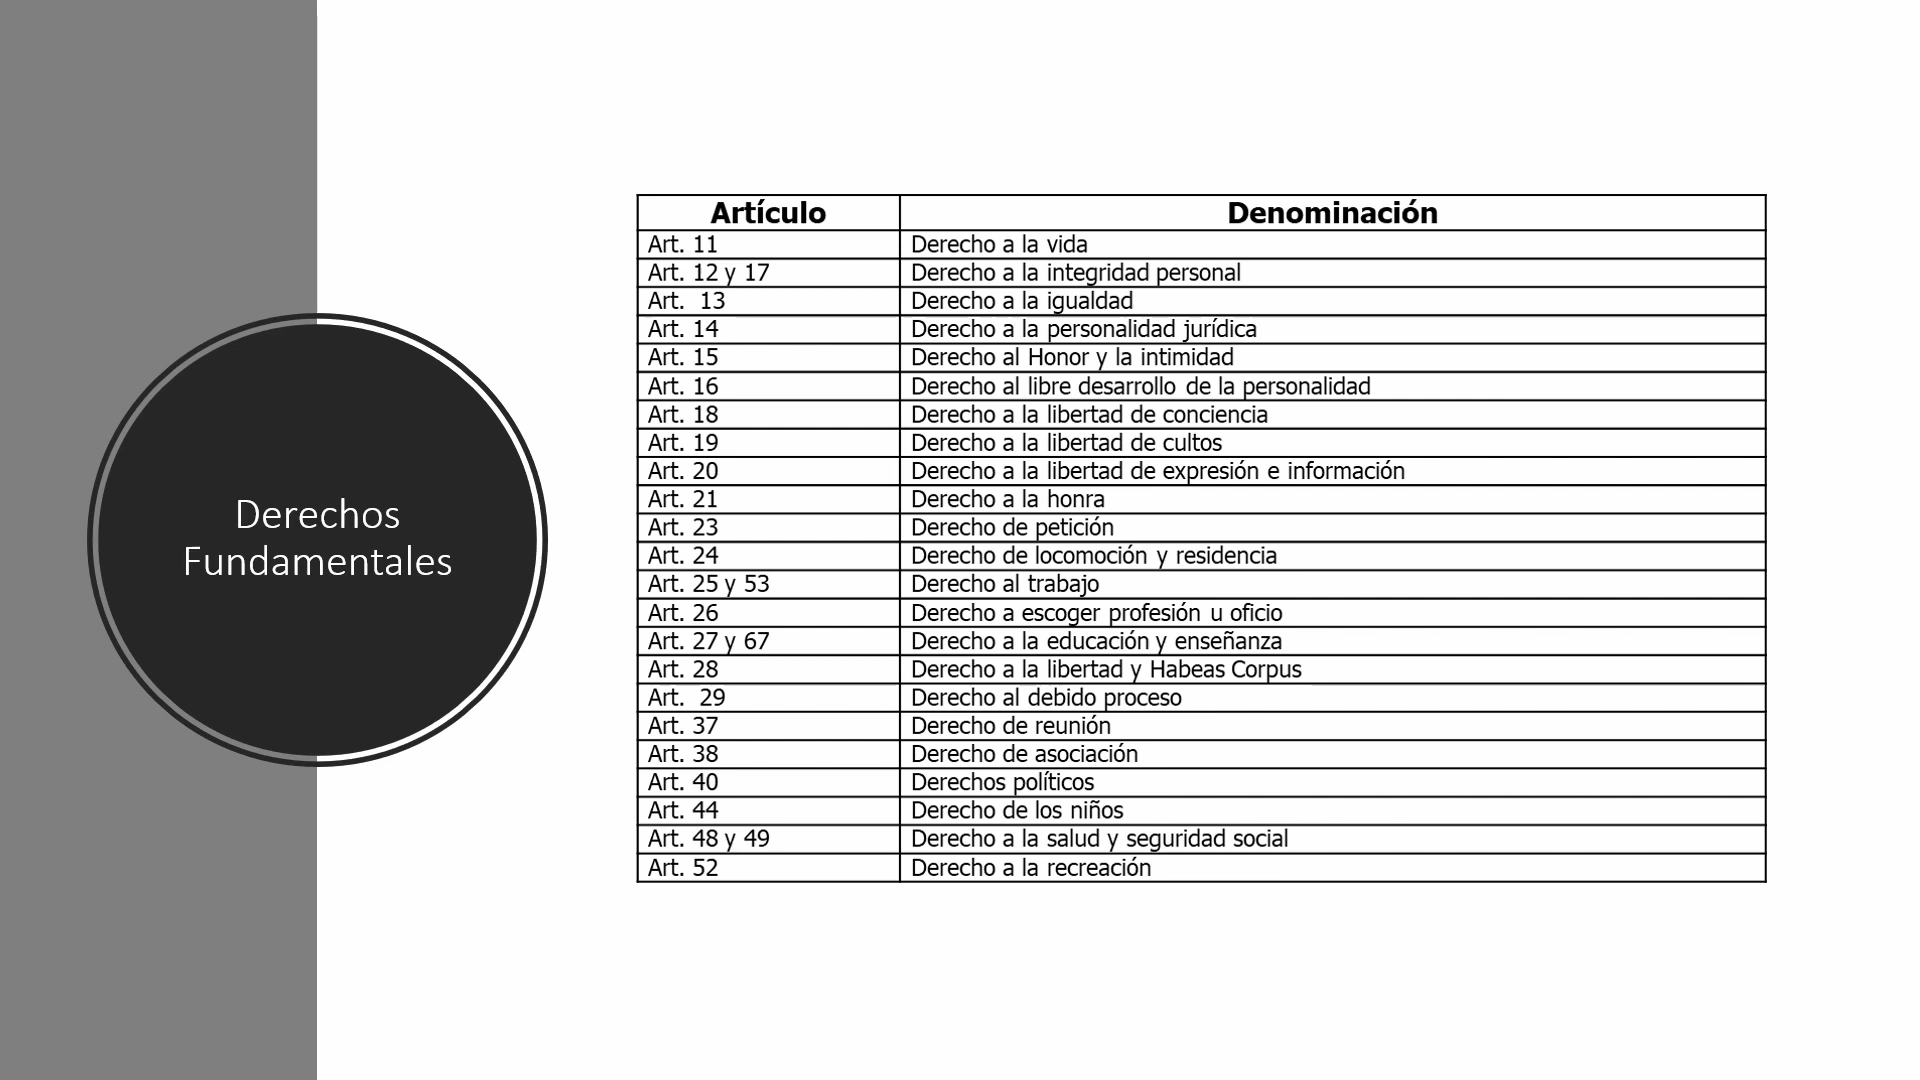 Derechos
Fundamentales
Artículo Denominación
Art. 11 Derecho a la vida
Art. 12 y 17 Derecho a la integridad personal
Art.  13 Derecho a la igualdad
Art. 14 Derecho a la personalidad jurídica
Art. 15 Derecho al Honor y la intimidad
Art. 16 Derecho al libre desarrollo de la personalidad
Art. 18 Derecho a la libertad de conciencia
Art. 19 Derecho a la libertad de cultos
Art. 20 Derecho a la libertad de expresión e información
Art. 21 Derecho a la honra
Art. 23 Derecho de petición
Art. 24 Derecho de locomoción y residencia
Art. 25 y 53 Derecho al trabajo
Art. 26 Derecho a escoger profesión u oficio
Art. 27 y 67 Derecho a la educación y enseñanza
Art. 28 Derecho a la libertad y Habeas Corpus
Art.  29 Derecho al debido proceso
Art. 37 Derecho de reunión
Art. 38 Derecho de asociación
Art. 40 Derechos políticos
Art. 44 Derecho de los niños
Art. 48 y 49 Derecho a la salud y seguridad social
Art. 52 Derecho a la recreación